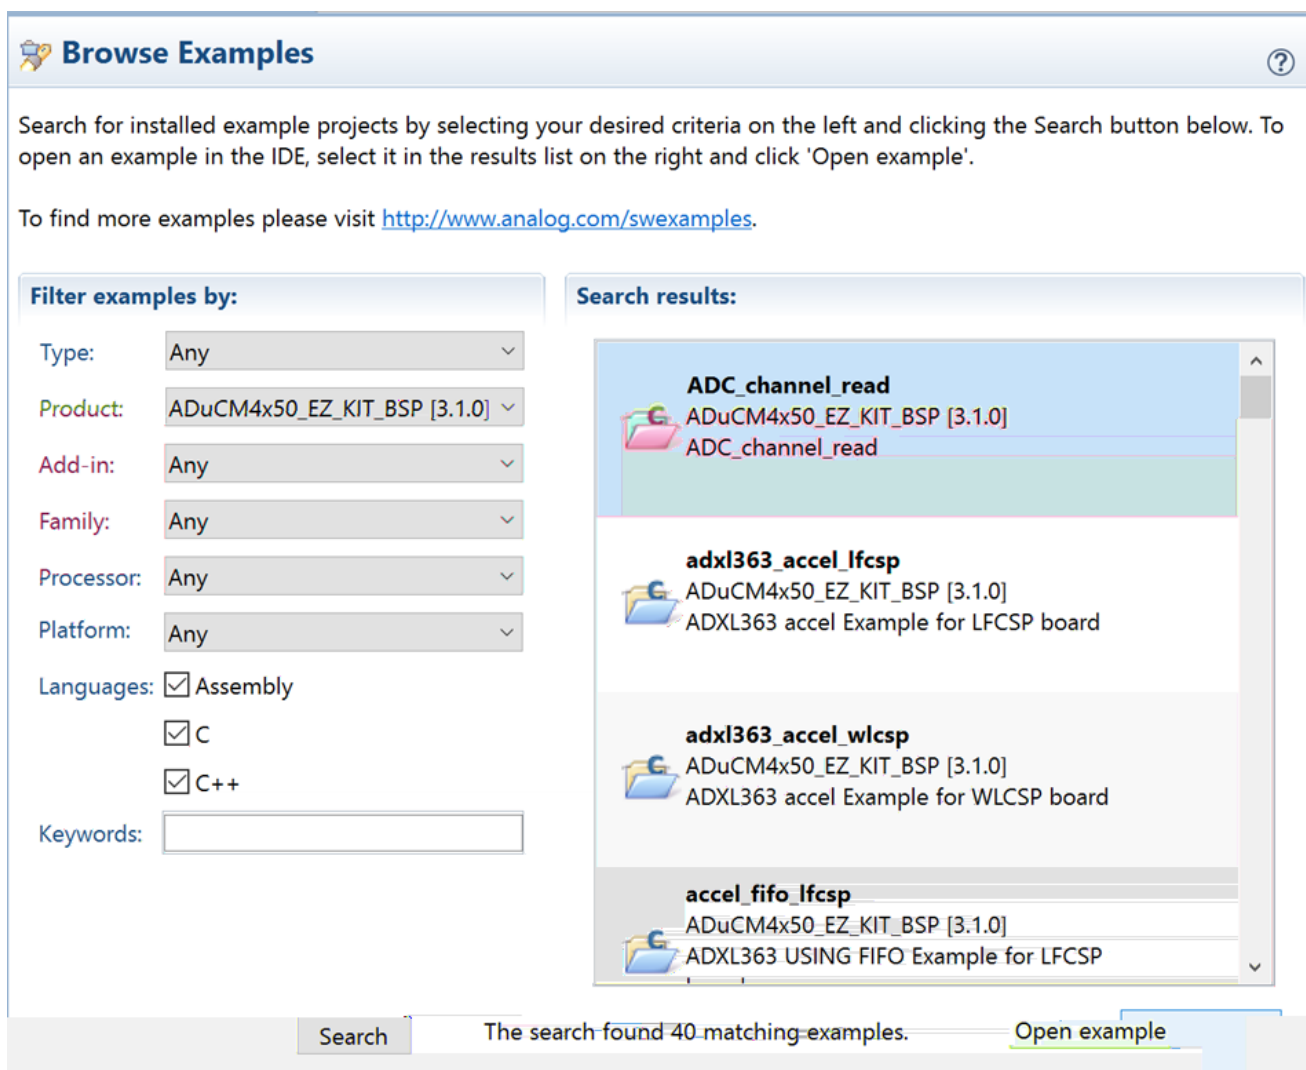 Browse Examples
Search for installed example projects by selecting your desired criteria on the left and clicking the Search button below. To
open an example in the IDE, select it in the results list on the right and click 'Open example'.
To find more examples please visit http://www.analog.com/swexamples.
Filter examples by:
Type: Any
Product: ADuCM4x50_EZ_KIT_BSP [3.1.0]
Add-in: Any
Family: Any
Processor: Any
Platform: Any
Languages: Assembly
C
C++
Keywords:
Search results:
ADC_channel_read
ADuCM4x50_EZ_KIT_BSP [3.1.0]
ADC_channel_read
adxl363_accel_lfcsp
ADuCM4x50_EZ_KIT_BSP [3.1.0]
ADXL363 accel Example for LFCSP board
adxl363_accel_wlcsp
ADuCM4x50_EZ_KIT_BSP [3.1.0]
ADXL363 accel Example for WLCSP board
accel_fifo_lfcsp
ADuCM4x50_EZ_KIT_BSP [3.1.0]
ADXL363 USING FIFO Example for LFCSP
Search
The search found 40 matching examples.
Open example